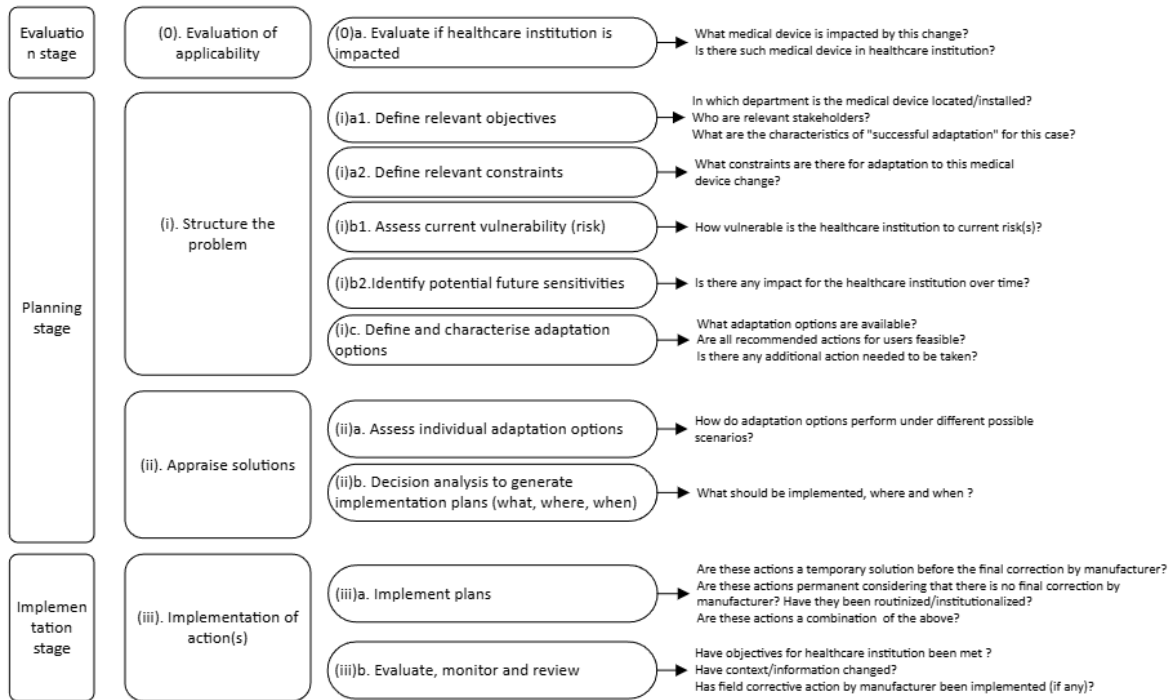 Evaluatio
n stage
(0). Evaluation of
applicability
(0)a. Evaluate if healthcare institution is
impacted
What medical device is impacted by this change?
Is there such medical device in healthcare institution?
Planning
stage
(i). Structure the
problem
(i)a1. Define relevant objectives
In which department is the medical device located/installed?
Who are relevant stakeholders?
What are the characteristics of "successful adaptation" for this case?
(i)a2. Define relevant constraints
What constraints are there for adaptation to this medical
device change?
(i)b1. Assess current vulnerability (risk)
How vulnerable is the healthcare institution to current risk(s)?
(i)b2.Identify potential future sensitivities
Is there any impact for the healthcare institution over time?
(i)c. Define and characterise adaptation
options
What adaptation options are available?
Are all recommended actions for users feasible?
Is there any additional action needed to be taken?
(ii). Appraise solutions
(ii)a. Assess individual adaptation options
How do adaptation options perform under different possible
scenarios?
(ii)b. Decision analysis to generate
implementation plans (what, where, when)
What should be implemented, where and when ?
Implemen
tation
stage
(iii). Implementation of
action(s)
(iii)a. Implement plans
Are these actions a temporary solution before the final correction by manufacturer?
Are these actions permanent considering that there is no final correction by
manufacturer? Have they been routinized/institutionalized?
Are these actions a combination of the above?
(iii)b. Evaluate, monitor and review
Have objectives for healthcare institution been met ?
Have context/information changed?
Has field corrective action by manufacturer been implemented (if any)?